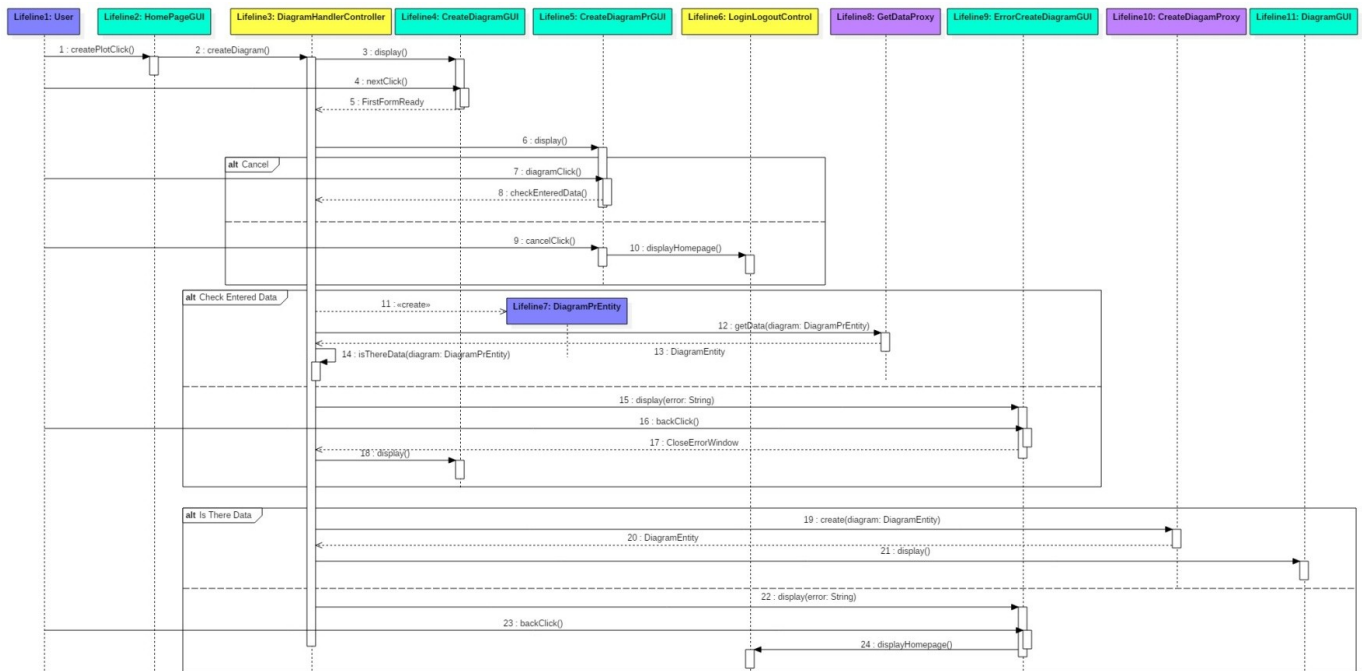 Lifeline1: User
Lifeline2: HomePageGUI
Lifeline3: DiagramHandlerController
Lifeline4: CreateDiagramGUI
Lifeline5: CreateDiagramPrGUI
Lifeline6: LoginLogoutControl
Lifeline8: GetDataProxy
Lifeline9: ErrorCreateDiagramGUI
Lifeline10: CreateDiagamProxy
Lifeline11: DiagramGUI
1 : createPlotClick()
2 : createDiagram()
3 : display()
4 : nextClick()
5 : FirstFormReady
6 : display()
alt Cancel
7 : diagramClick()
8 : checkEnteredData()
9 : cancelClick()
10 : displayHomepage()
alt Check Entered Data
11 : «create»
Lifeline7: DiagramPrEntity
12 : getData(diagram: DiagramPrEntity)
13 : DiagramEntity
14 : isThereData(diagram: DiagramPrEntity)
15 : display(error: String)
16 : backClick()
17 : CloseErrorWindow
18 : display()
alt Is There Data
19 : create(diagram: DiagramEntity)
20 : DiagramEntity
21 : display()
22 : display(error: String)
23 : backClick()
24 : displayHomepage()